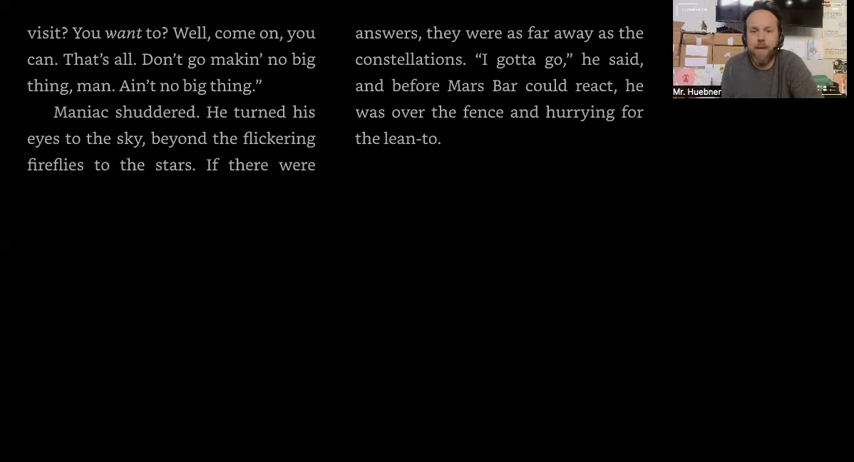 visit? You want to? Well, come on, you
can. That’s all. Don’t go makin’ no big
thing, man. Ain’t no big thing.”
Maniac shuddered. He turned his
eyes to the sky, beyond the flickering
fireflies to the stars. If there were
answers, they were as far away as the
constellations. “I gotta go,” he said,
and before Mars Bar could react, he
was over the fence and hurrying for
the lean-to.
Mr. Huebner